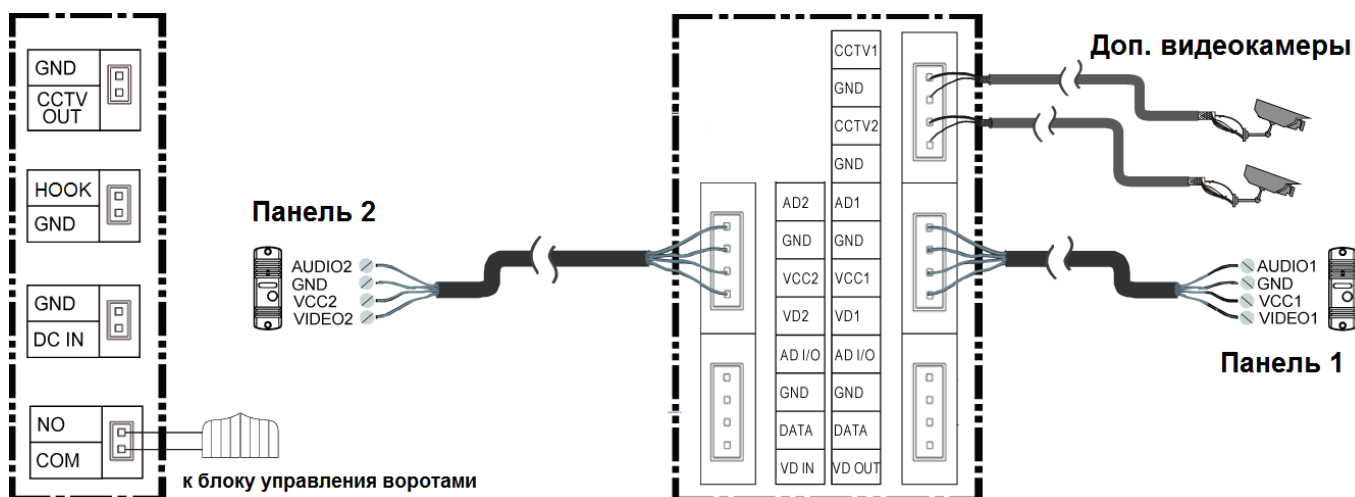 GND
CCTV
OUT
HOOK
GND
GND
DC IN
NO
COM
к блоку управления воротами
Панель 2
AUDIO2
GND
VCC2
VIDEO2
CCTV1
GND
CCTV2
GND
AD2 AD1
GND GND
VCC2 VCC1
VD2 VD1
AD I/O AD I/O
GND GND
DATA DATA
VD IN VD OUT
Доп. видеокамеры
AUDIO1
GND
VCC1
VIDEO1
Панель 1